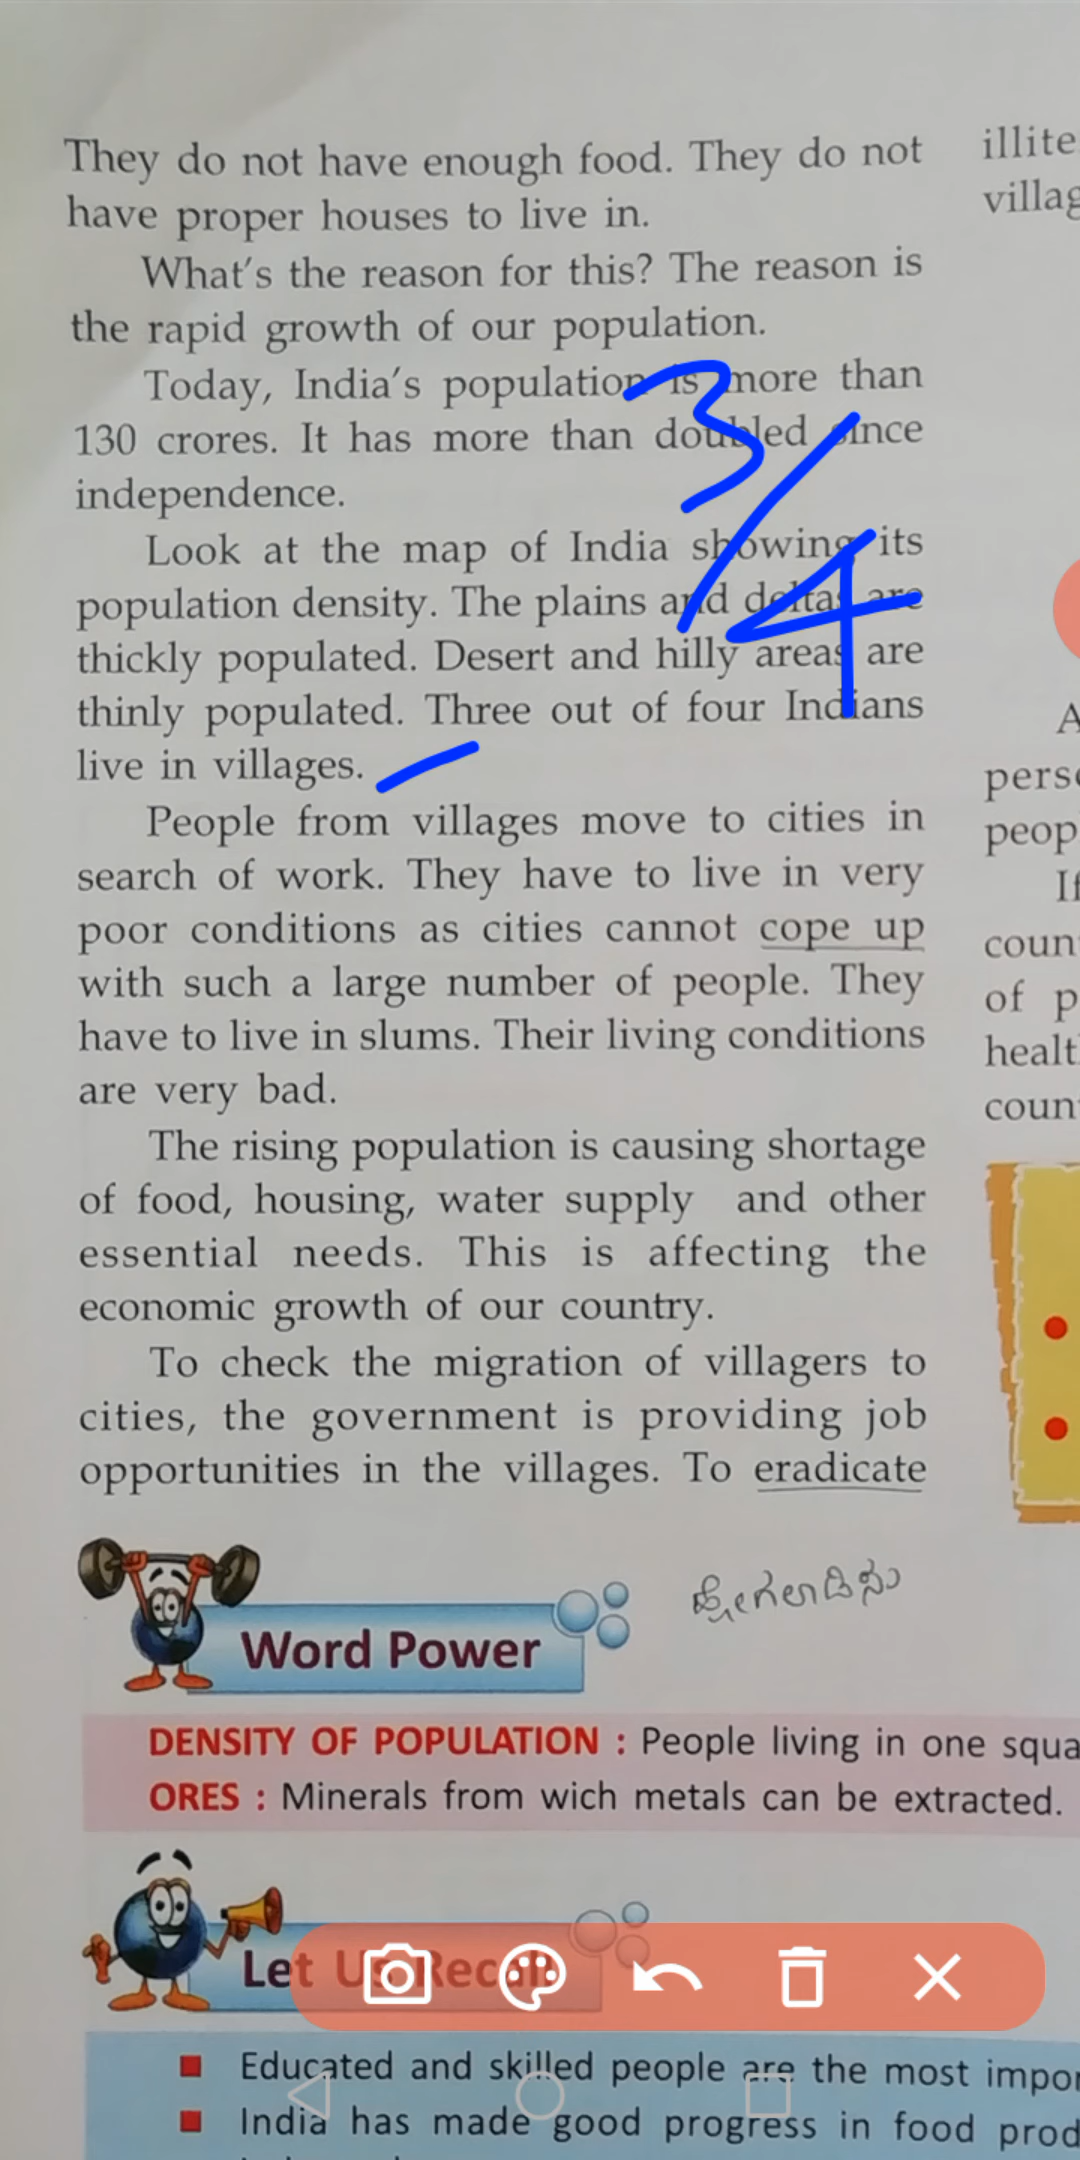 They do not have enough food. They do not
have proper houses to live in.
What's the reason for this? The reason is
the rapid growth of our population.
Today, India's population is more than
130 crores. It has more than doubled since
independence.
Look at the map of India showing its
population density. The plains and deltas are
thickly populated. Desert and hilly areas are
thinly populated. Three out of four Indians
live in villages.
3/4
People from villages move to cities in
search of work. They have to live in very
poor conditions as cities cannot cope up
with such a large number of people. They
have to live in slums. Their living conditions
are very bad.
The rising population is causing shortage
of food, housing, water supply and other
essential needs. This is affecting the
economic growth of our country.
To check the migration of villagers to
cities, the government is providing job
opportunities in the villages. To eradicate
Word Power
DENSITY OF POPULATION : People living in one squa
ORES : Minerals from wich metals can be extracted.
Let Us Recall
Educated and skilled people are the most impor
India has made good progress in food prod
illite
villag
A
perso
peop
If
coun
of p
healt
coun